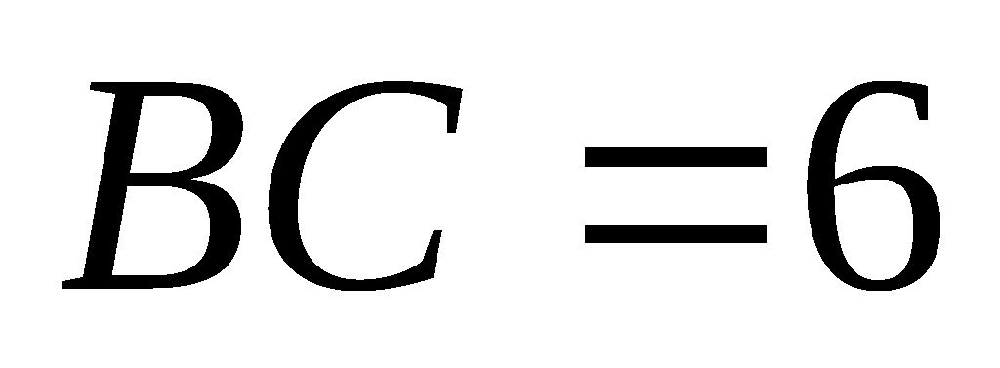 BC = 6